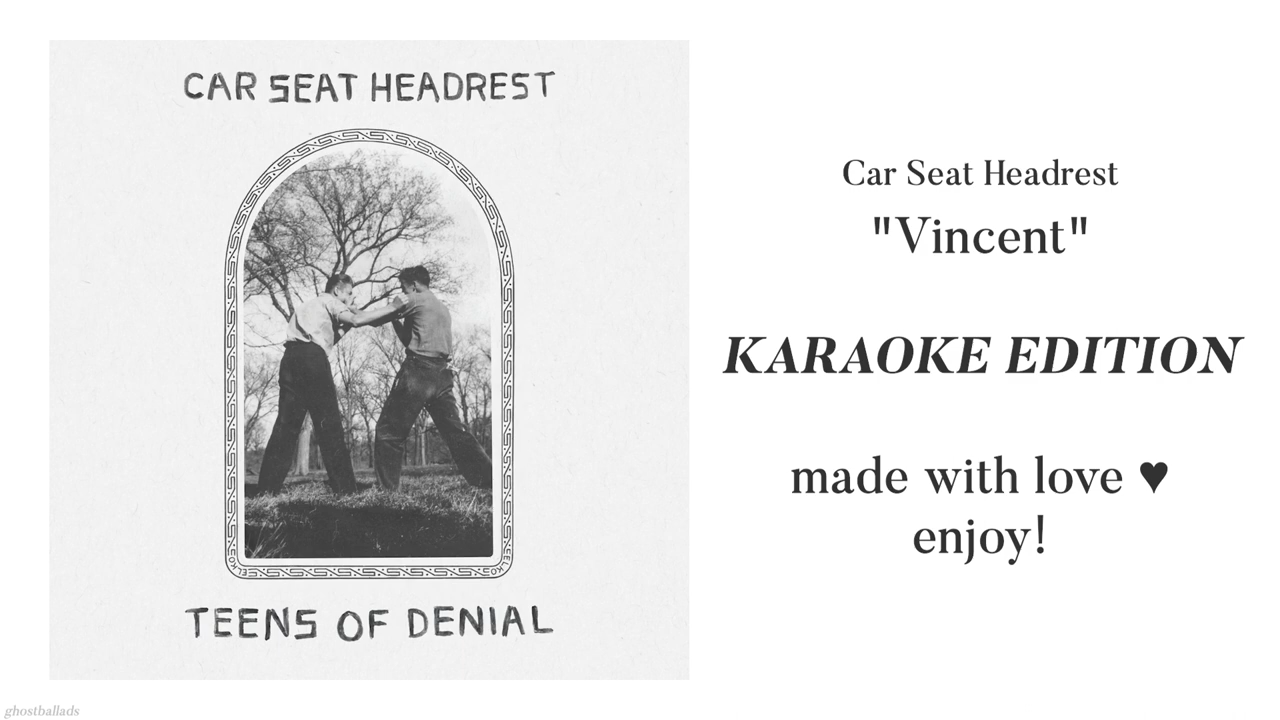 CAR SEAT HEADREST
TEENS OF DENIAL
Car Seat Headrest
"Vincent"
KARAOKE EDITION
made with love ♥
enjoy!
ghostballads